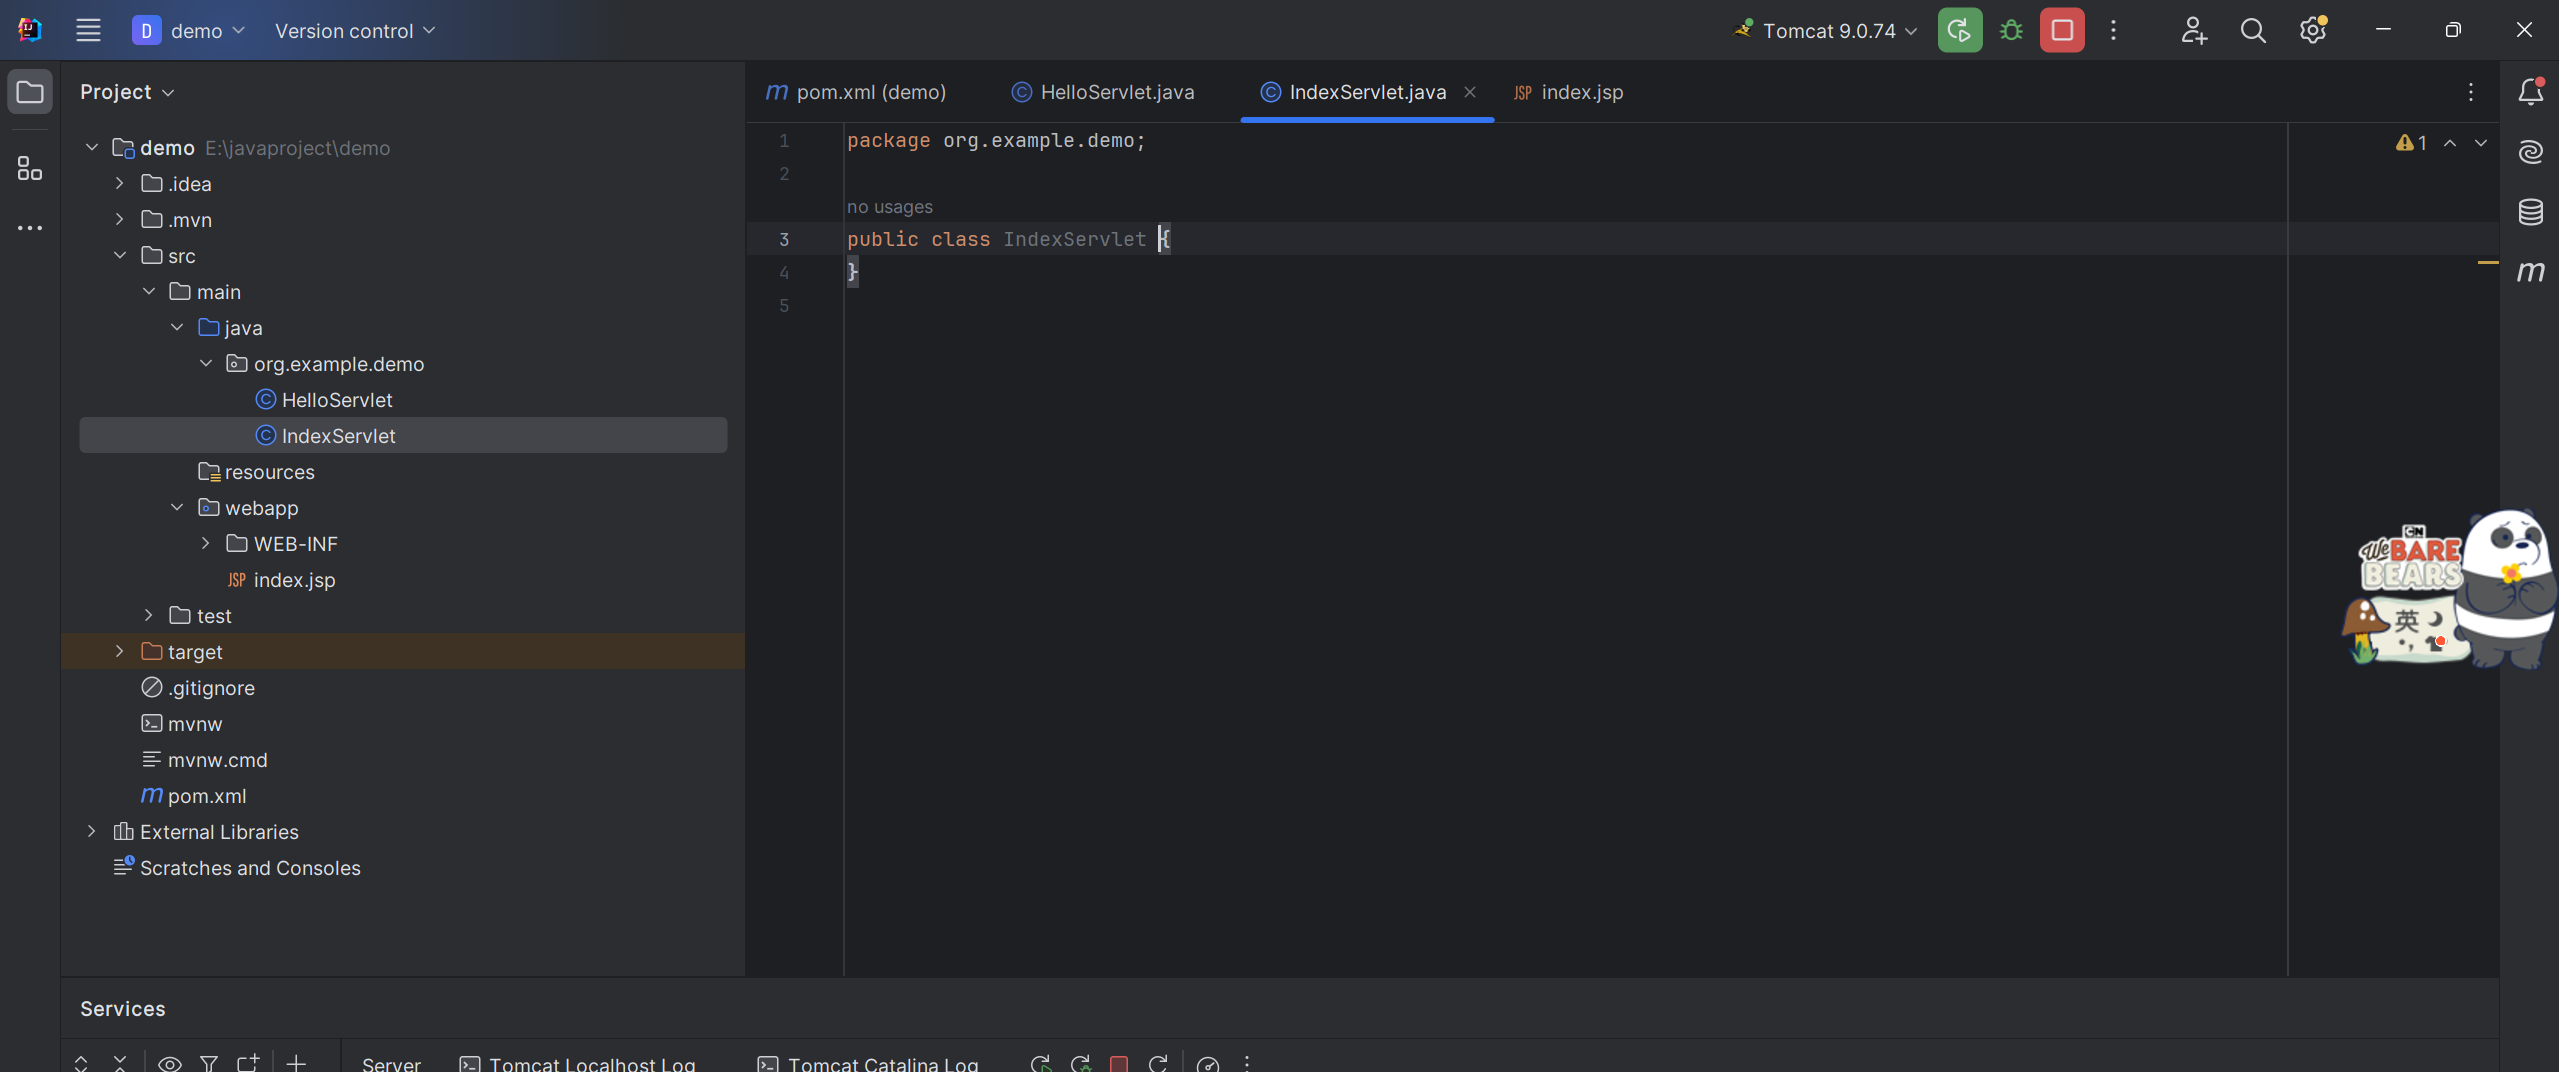 D demo Version control Tomcat 9.0.74
Project
pom.xml (demo) HelloServlet.java IndexServlet.java JSP index.jsp
demo E:\javaproject\demo
.idea
.mvn
src
main
java
org.example.demo
HelloServlet
IndexServlet
resources
webapp
WEB-INF
JSP index.jsp
test
target
.gitignore
mvnw
mvnw.cmd
m pom.xml
External Libraries
Scratches and Consoles
1 package org.example.demo;
2
no usages
3 public class IndexServlet {
4 }
5
1
m
CN
We BARE
BEARS
英
Services
Server Tomcat Localhost Log Tomcat Catalina Log